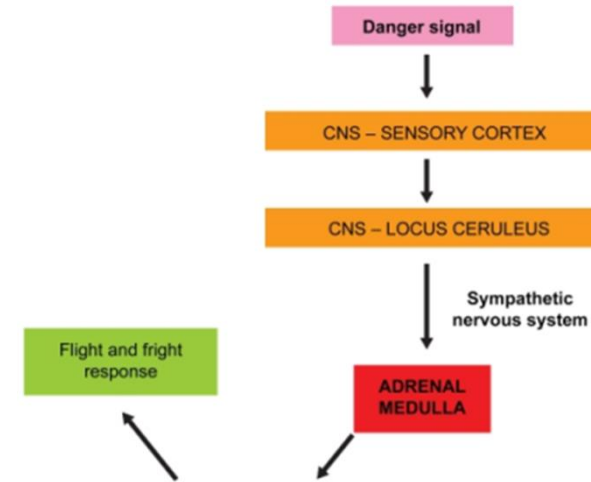 Danger signal
CNS – SENSORY CORTEX
CNS – LOCUS CERULEUS
Sympathetic
nervous system
Flight and fright
response
ADRENAL
MEDULLA